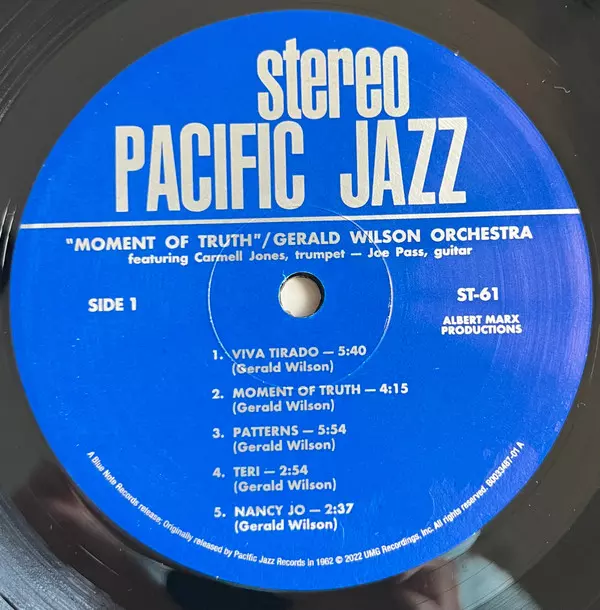 stereo
PACIFIC JAZZ
"MOMENT OF TRUTH"/GERALD WILSON ORCHESTRA
featuring Carmell Jones, trumpet — Joe Pass, guitar
SIDE 1
ST-61
ALBERT MARX
PRODUCTIONS
1. VIVA TIRADO — 5:40
(Gerald Wilson)
2. MOMENT OF TRUTH — 4:15
(Gerald Wilson)
3. PATTERNS — 5:54
(Gerald Wilson)
4. TERI — 2:54
(Gerald Wilson)
5. NANCY JO — 2:37
(Gerald Wilson)
A Blue Note Records release; Originally released by Pacific Jazz Records in 1962 © 2022 UMG Recordings, Inc. All rights reserved. B0033487-01 A